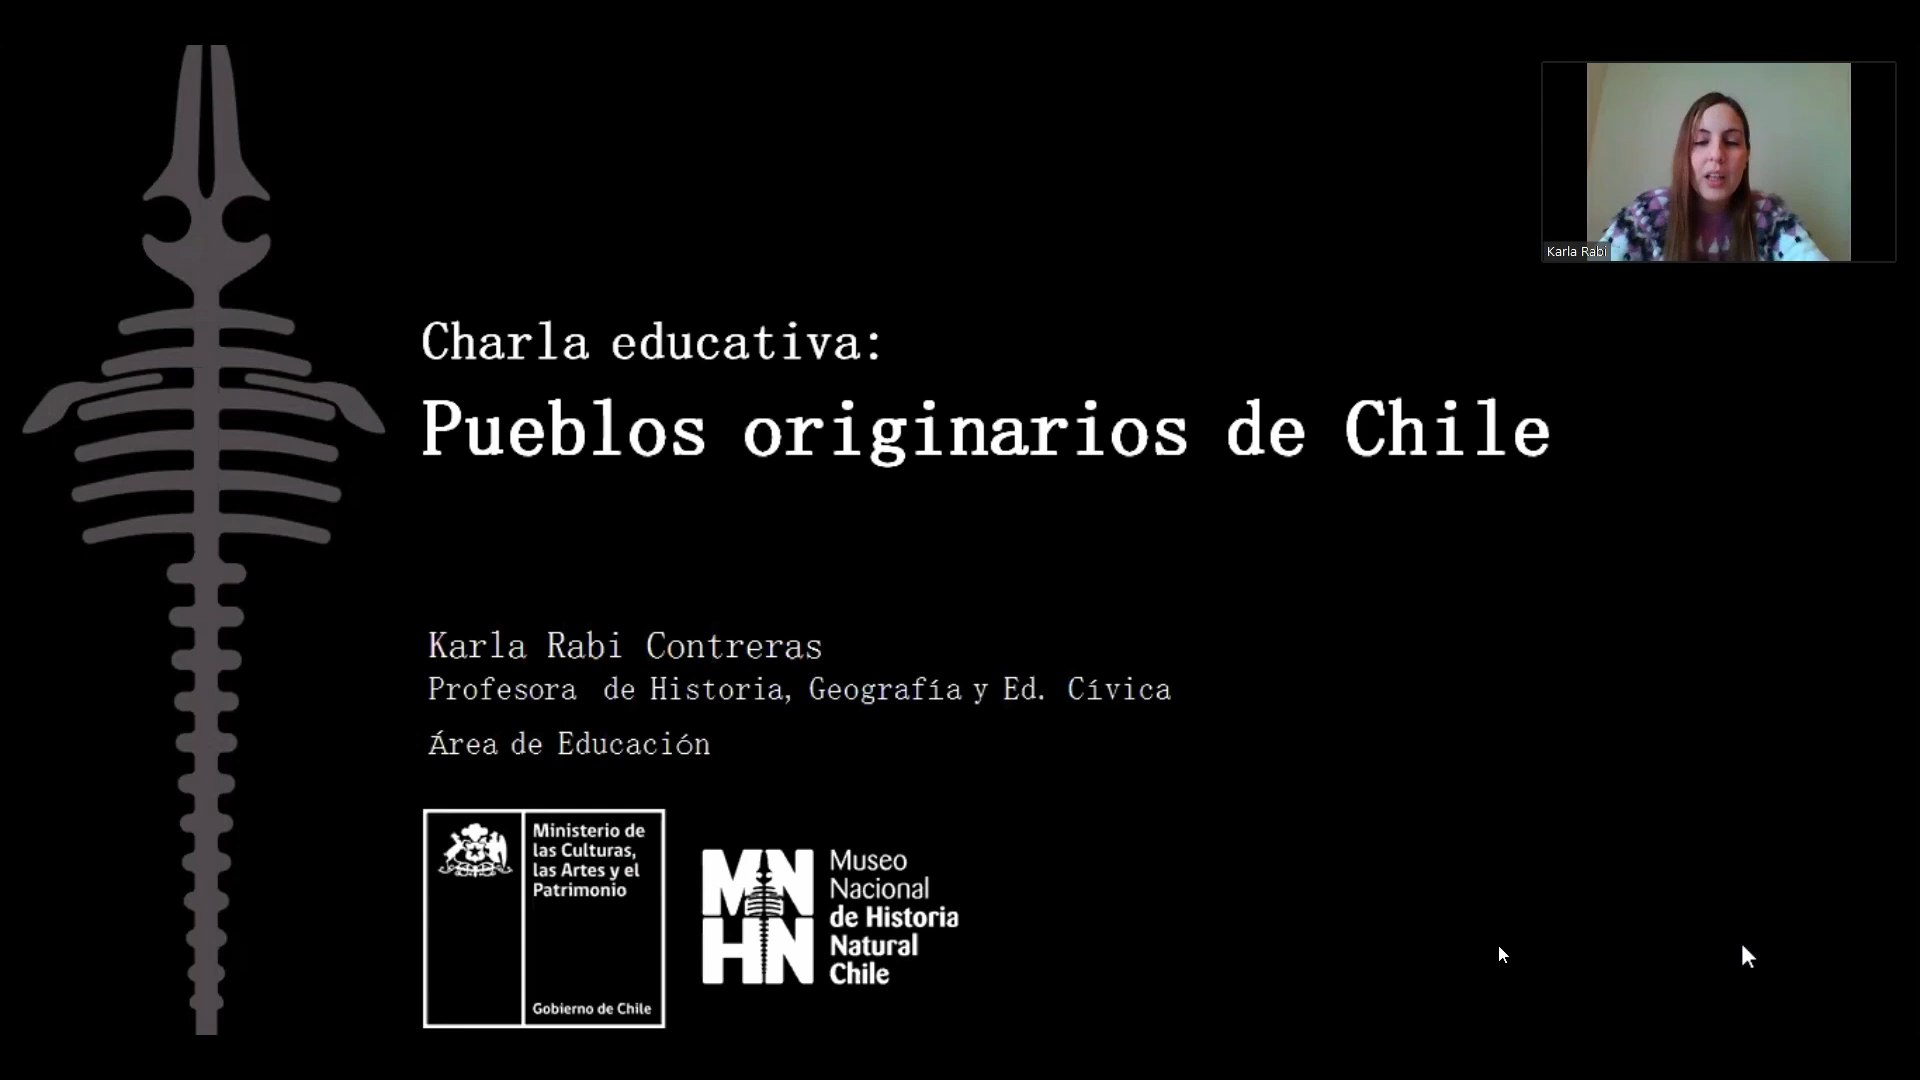 Karla Rabi
Charla educativa:
Pueblos originarios de Chile
Karla Rabi Contreras
Profesora de Historia, Geografía y Ed. Cívica
Área de Educación
Ministerio de
las Culturas,
las Artes y el
Patrimonio
Gobierno de Chile
MN
HN
Museo
Nacional
de Historia
Natural
Chile